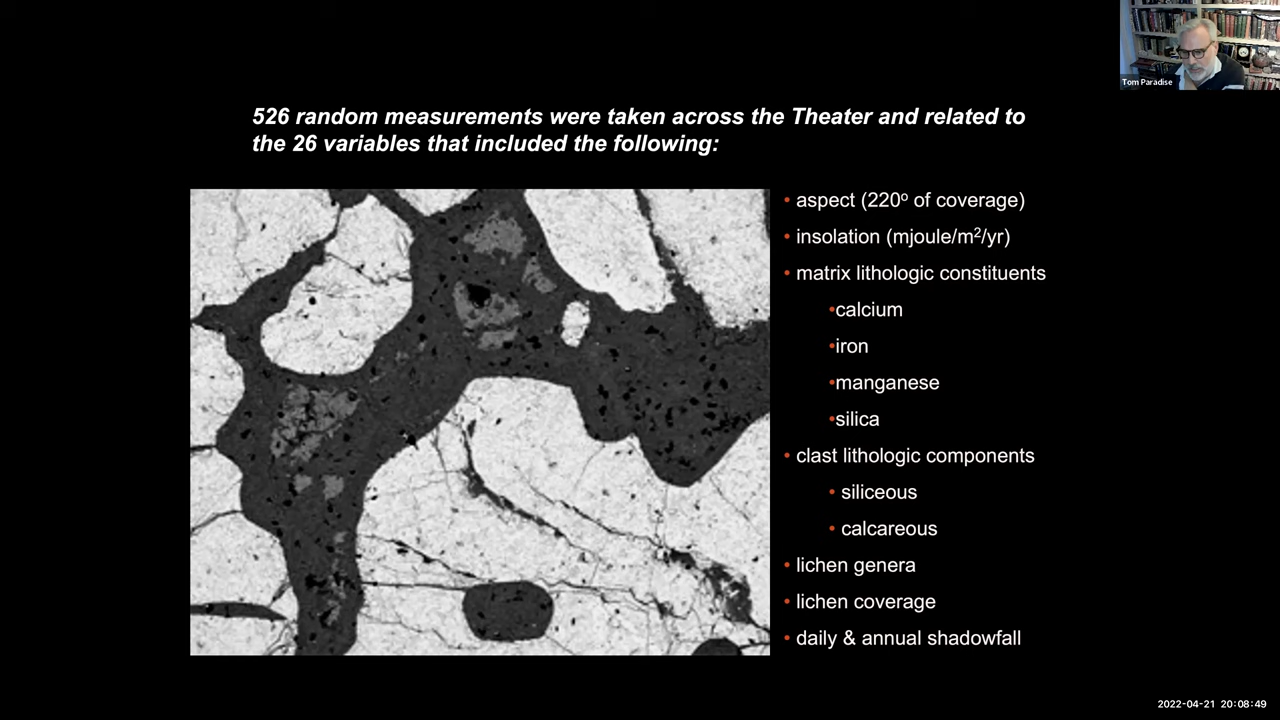 Tom Paradise
526 random measurements were taken across the Theater and related to
the 26 variables that included the following:
• aspect (220º of coverage)
• insolation (mjoule/m²/yr)
• matrix lithologic constituents
•calcium
•iron
•manganese
•silica
• clast lithologic components
• siliceous
• calcareous
• lichen genera
• lichen coverage
• daily & annual shadowfall
2022-04-21 20:08:49